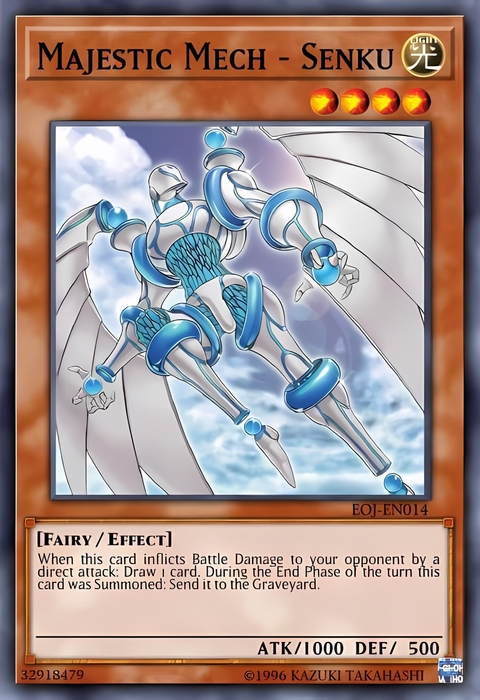 MAJESTIC MECH - SENKU
LIGHT
光
EOJ-EN014
[FAIRY / EFFECT]
When this card inflicts Battle Damage to your opponent by a
direct attack: Draw 1 card. During the End Phase of the turn this
card was Summoned: Send it to the Graveyard.
ATK/1000 DEF/ 500
32918479
©1996 KAZUKI TAKAHASHI